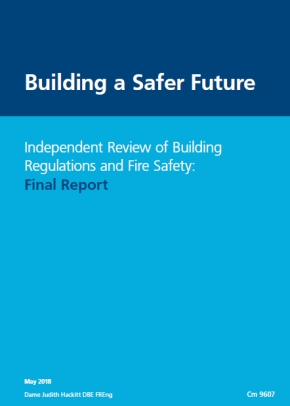 Building a Safer Future
Independent Review of Building
Regulations and Fire Safety:
Final Report
May 2018
Dame Judith Hackitt DBE FREng
Cm 9607